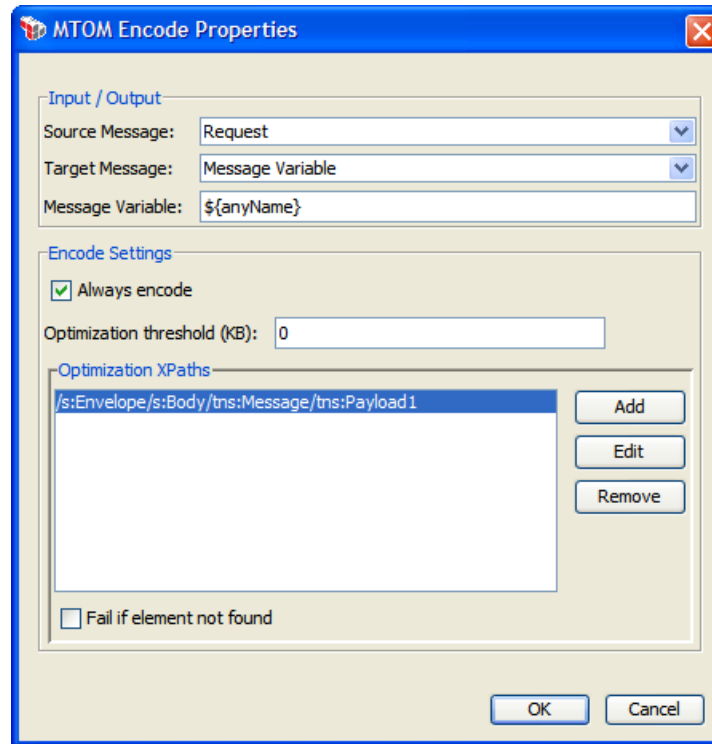 MTOM Encode Properties
Input / Output
Source Message: Request
Target Message: Message Variable
Message Variable: ${anyName}
Encode Settings
Always encode
Optimization threshold (KB): 0
Optimization XPaths
/s:Envelope/s:Body/tns:Message/tns:Payload1
Add
Edit
Remove
Fail if element not found
OK Cancel